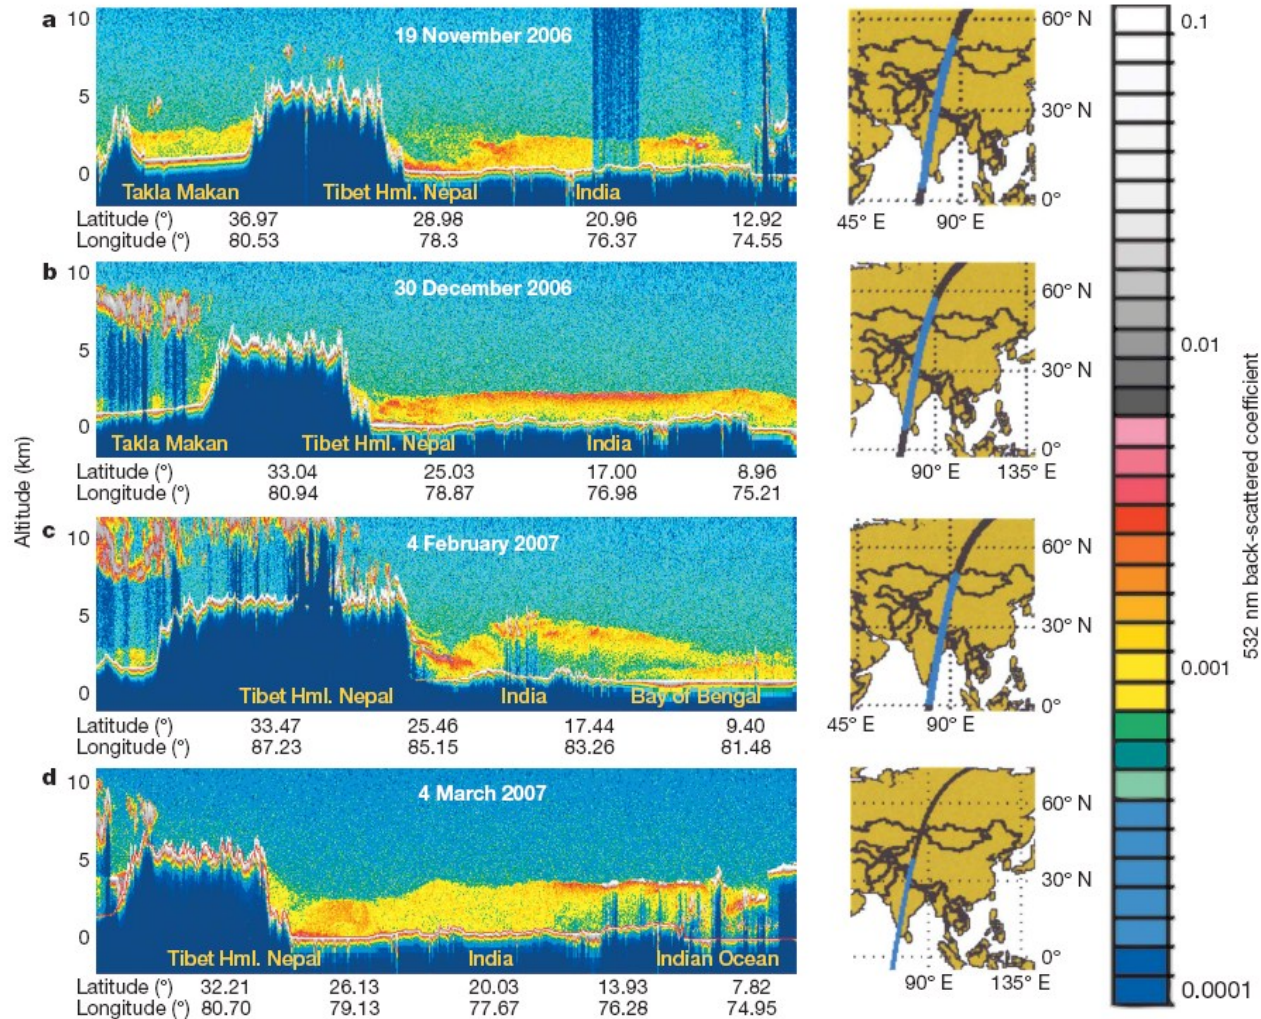 a
19 November 2006
10
5
0
Takla Makan Tibet Hml. Nepal India
Latitude (°) 36.97 28.96 20.96 12.92
Longitude (°) 80.53 78.3 76.37 74.55
60° N
30° N
0°
45° E 90° E
b
30 December 2006
10
5
0
Takla Makan Tibet Hml. Nepal India
Latitude (°) 33.04 25.03 17.00 8.96
Longitude (°) 80.94 78.87 76.98 75.21
60° N
30° N
0°
90° E 135° E
Altitude (km)
c
4 February 2007
10
5
0
Tibet Hml. Nepal India Bay of Bengal
Latitude (°) 33.47 25.46 17.44 9.40
Longitude (°) 87.23 85.15 83.26 81.48
60° N
30° N
0°
45° E 90° E
d
4 March 2007
10
5
0
Tibet Hml. Nepal India Indian Ocean
Latitude (°) 32.21 26.13 20.03 13.93 7.82
Longitude (°) 80.70 79.13 77.67 76.28 74.95
60° N
30° N
0°
90° E 135° E
0.1
0.01
0.001
0.0001
532 nm back-scattered coefficient